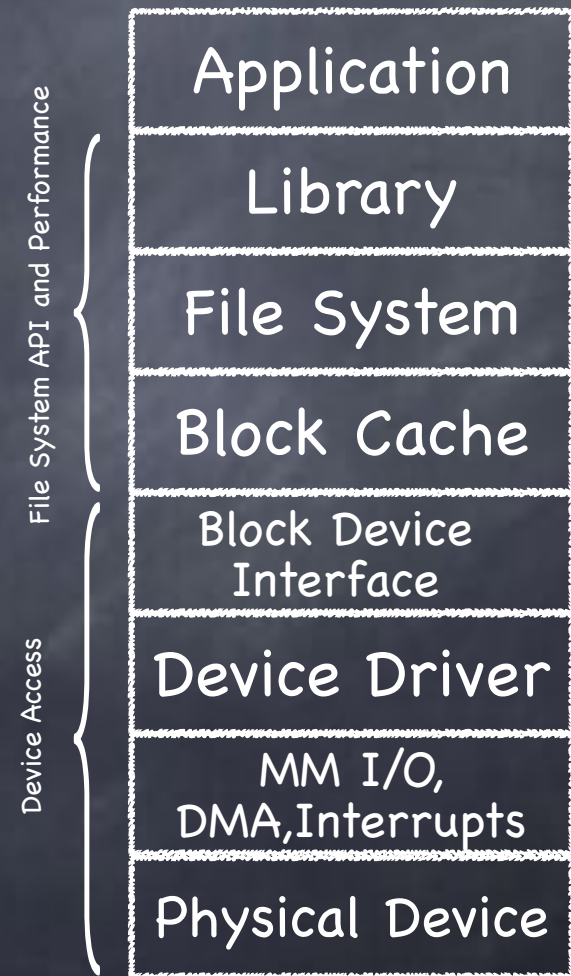 Application
Library
File System
Block Cache
Block Device
Interface
Device Driver
MM I/O,
DMA,Interrupts
Physical Device
File System API and Performance
Device Access